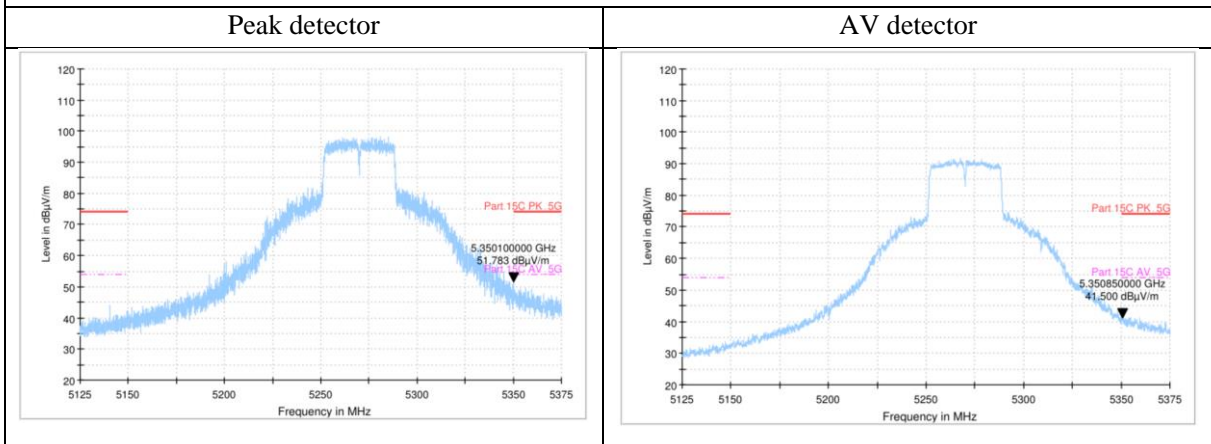 Peak detector
AV detector
120
110
100
90
80
70
60
50
40
30
20
Level in dBµV/m
Part 15C PK_5G
5.350100000 GHz
51.783 dBµV/m
Part 15C AV_5G
5125
5150
5200
5250
5300
5350
5375
Frequency in MHz
120
110
100
90
80
70
60
50
40
30
20
Level in dBµV/m
Part 15C PK_5G
Part 15C AV_5G
5.350850000 GHz
41.500 dBµV/m
5125
5150
5200
5250
5300
5350
5375
Frequency in MHz